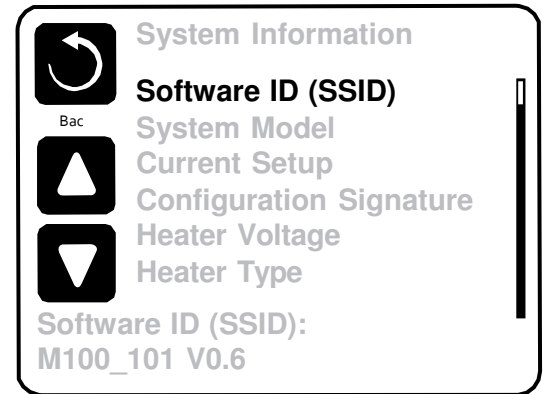 System Information
Software ID (SSID)
Bac
System Model
Current Setup
Configuration Signature
Heater Voltage
Heater Type
Software ID (SSID):
M100_101 V0.6